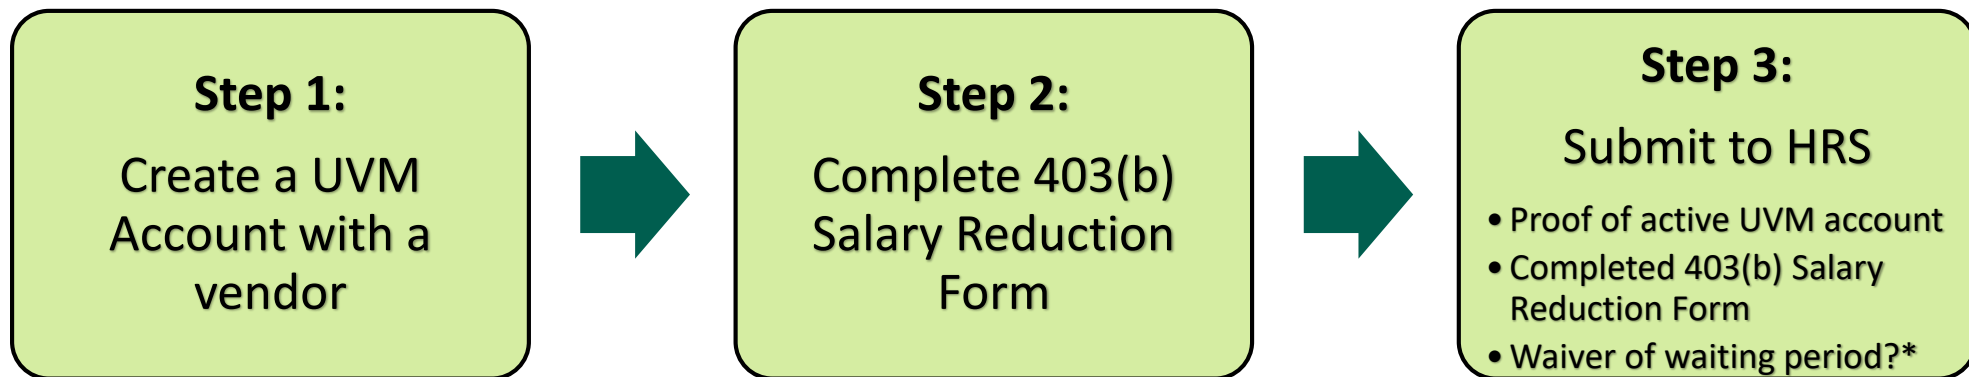 Step 1:
Create a UVM
Account with a
vendor
Step 2:
Complete 403(b)
Salary Reduction
Form
Step 3:
Submit to HRS
• Proof of active UVM account
• Completed 403(b) Salary
Reduction Form
• Waiver of waiting period?*